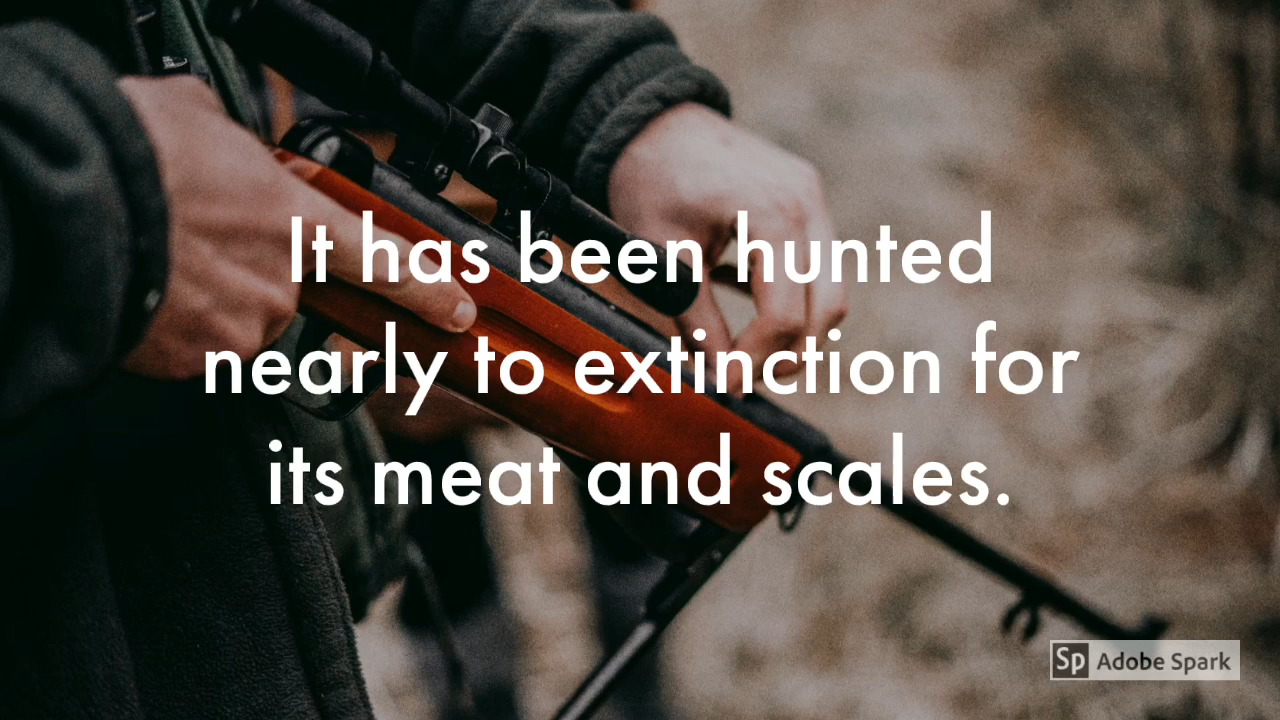 It has been hunted
nearly to extinction for
its meat and scales.
Sp Adobe Spark